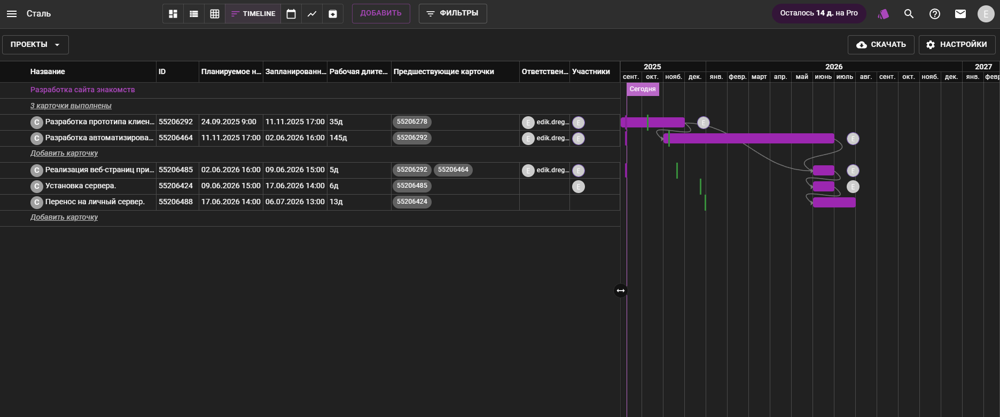 Сталь
TIMELINE
ДОБАВИТЬ
ФИЛЬТРЫ
Осталось 14 д. на Pro
E
ПРОЕКТЫ
СКАЧАТЬ
НАСТРОЙКИ
Название ID Планируемое н... Запланированн... Рабочая длите... Предшествующие карточки Ответствен... Участники
2025 2026 2027
сент. окт. нояб. дек. янв. февр. март апр. май июнь июль авг. сент. окт. нояб. дек. янв. февр
Разработка сайта знакомств
Сегодня
3 карточки выполнены
C Разработка прототипа клиен... 55206292 24.09.2025 9:00 11.11.2025 17:00 35д 55206278 E edik.dreg... E E
C Разработка автоматизирова... 55206464 11.11.2025 17:00 02.06.2026 16:00 145д 55206292 E edik.dreg... E E
Добавить карточку
C Реализация веб-страниц при... 55206485 02.06.2026 16:00 09.06.2026 15:00 5д 55206292 55206464 E edik.dreg... E E
C Установка сервера. 55206424 09.06.2026 15:00 17.06.2026 14:00 6д 55206485 E E
C Перенос на личный сервер. 55206488 17.06.2026 14:00 06.07.2026 13:00 13д 55206424
Добавить карточку